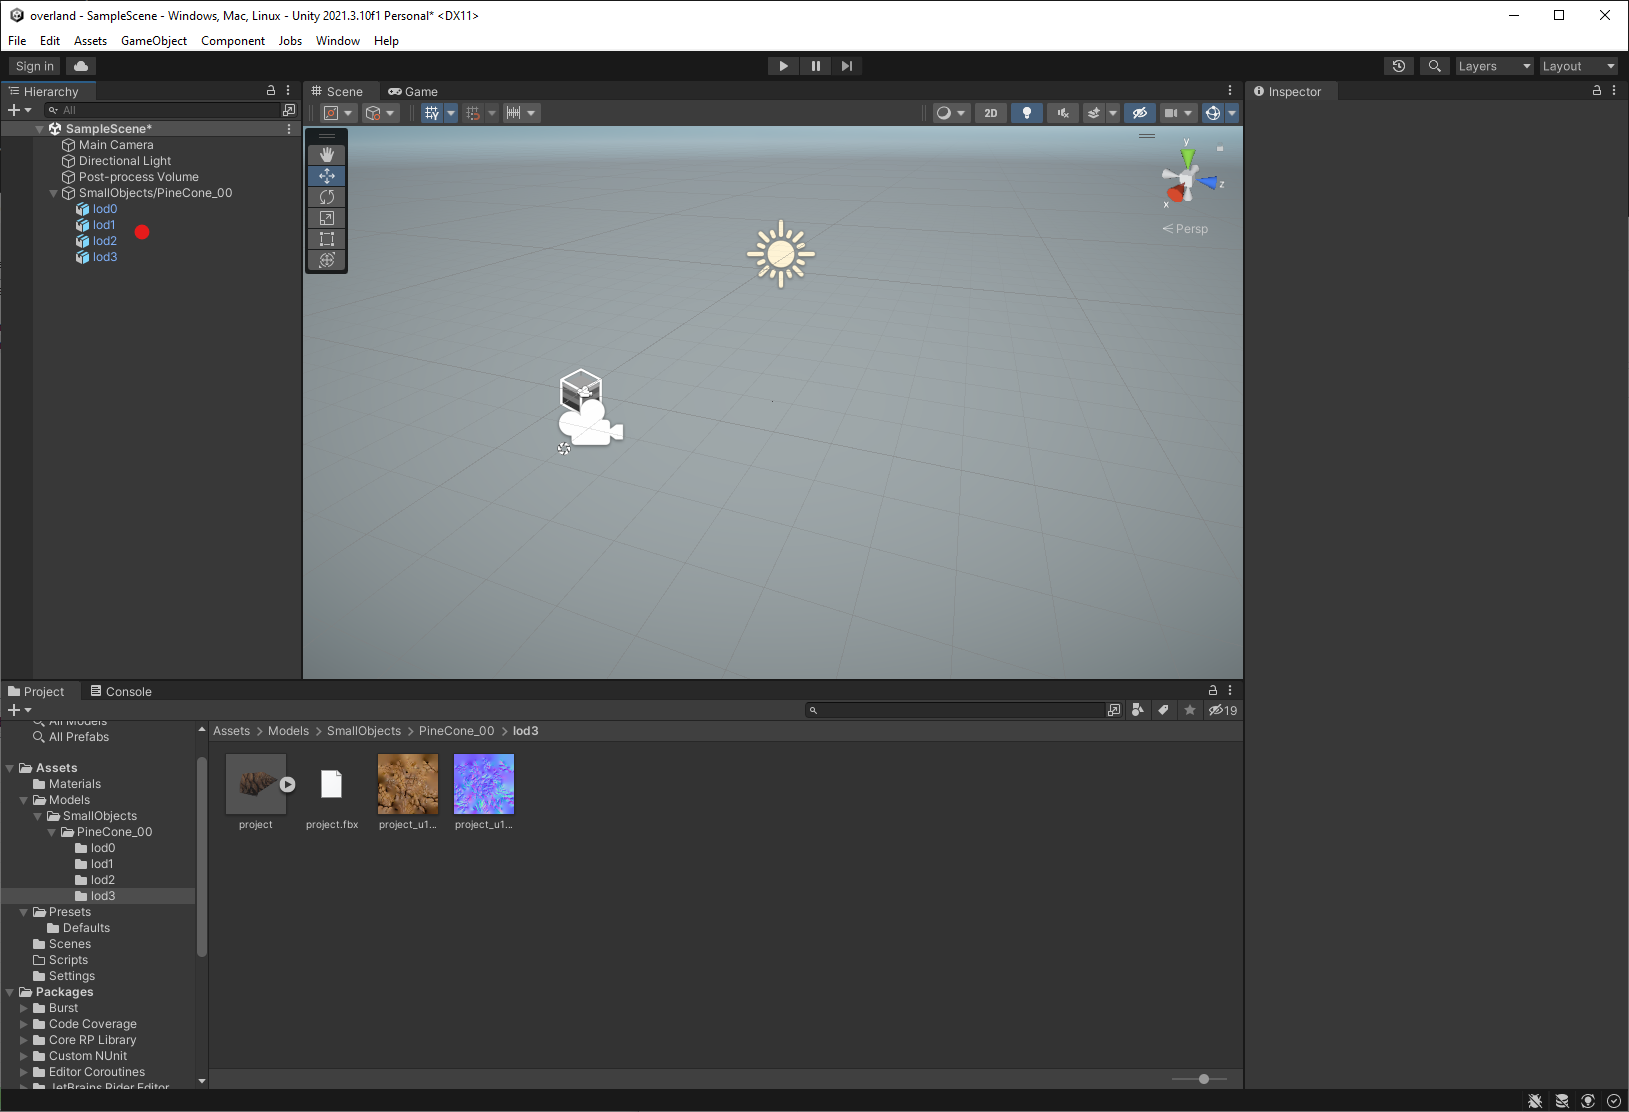 overland - SampleScene - Windows, Mac, Linux - Unity 2021.3.10f1 Personal* <DX11>
File Edit Assets GameObject Component Jobs Window Help
Sign in
Layers
Layout
Hierarchy
All
SampleScene*
Main Camera
Directional Light
Post-process Volume
SmallObjects/PineCone_00
lod0
lod1
lod2
lod3
Scene
Game
2D
y
z
x
Persp
Inspector
Project
Console
19
All Models
All Prefabs
Assets
Materials
Models
SmallObjects
PineCone_00
lod0
lod1
lod2
lod3
Presets
Defaults
Scenes
Scripts
Settings
Packages
Burst
Code Coverage
Core RP Library
Custom NUnit
Editor Coroutines
JetBrains Rider Editor
Assets > Models > SmallObjects > PineCone_00 > lod3
project
project.fbx
project_u1...
project_u1...